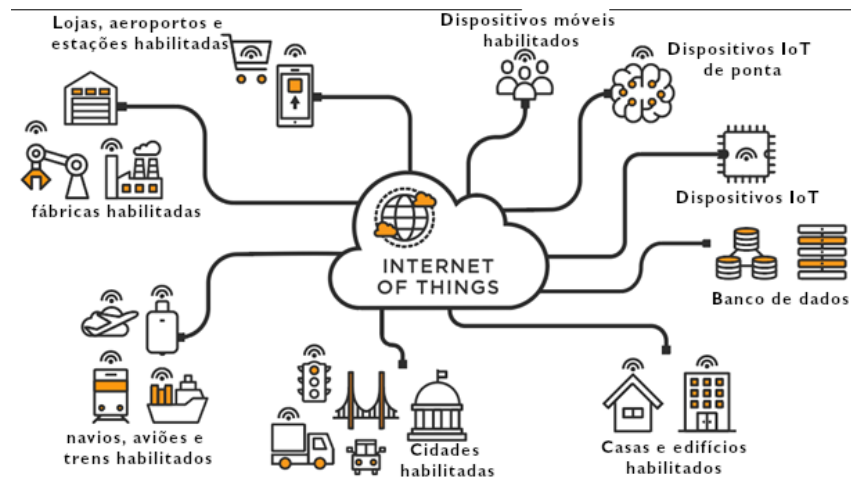 Lojas, aeroportos e
estações habilitadas
Dispositivos móveis
habilitados
Dispositivos IoT
de ponta
fábricas habilitadas
Dispositivos IoT
INTERNET
OF THINGS
Banco de dados
navios, aviões e
trens habilitados
Cidades
habilitadas
Casas e edifícios
habilitados